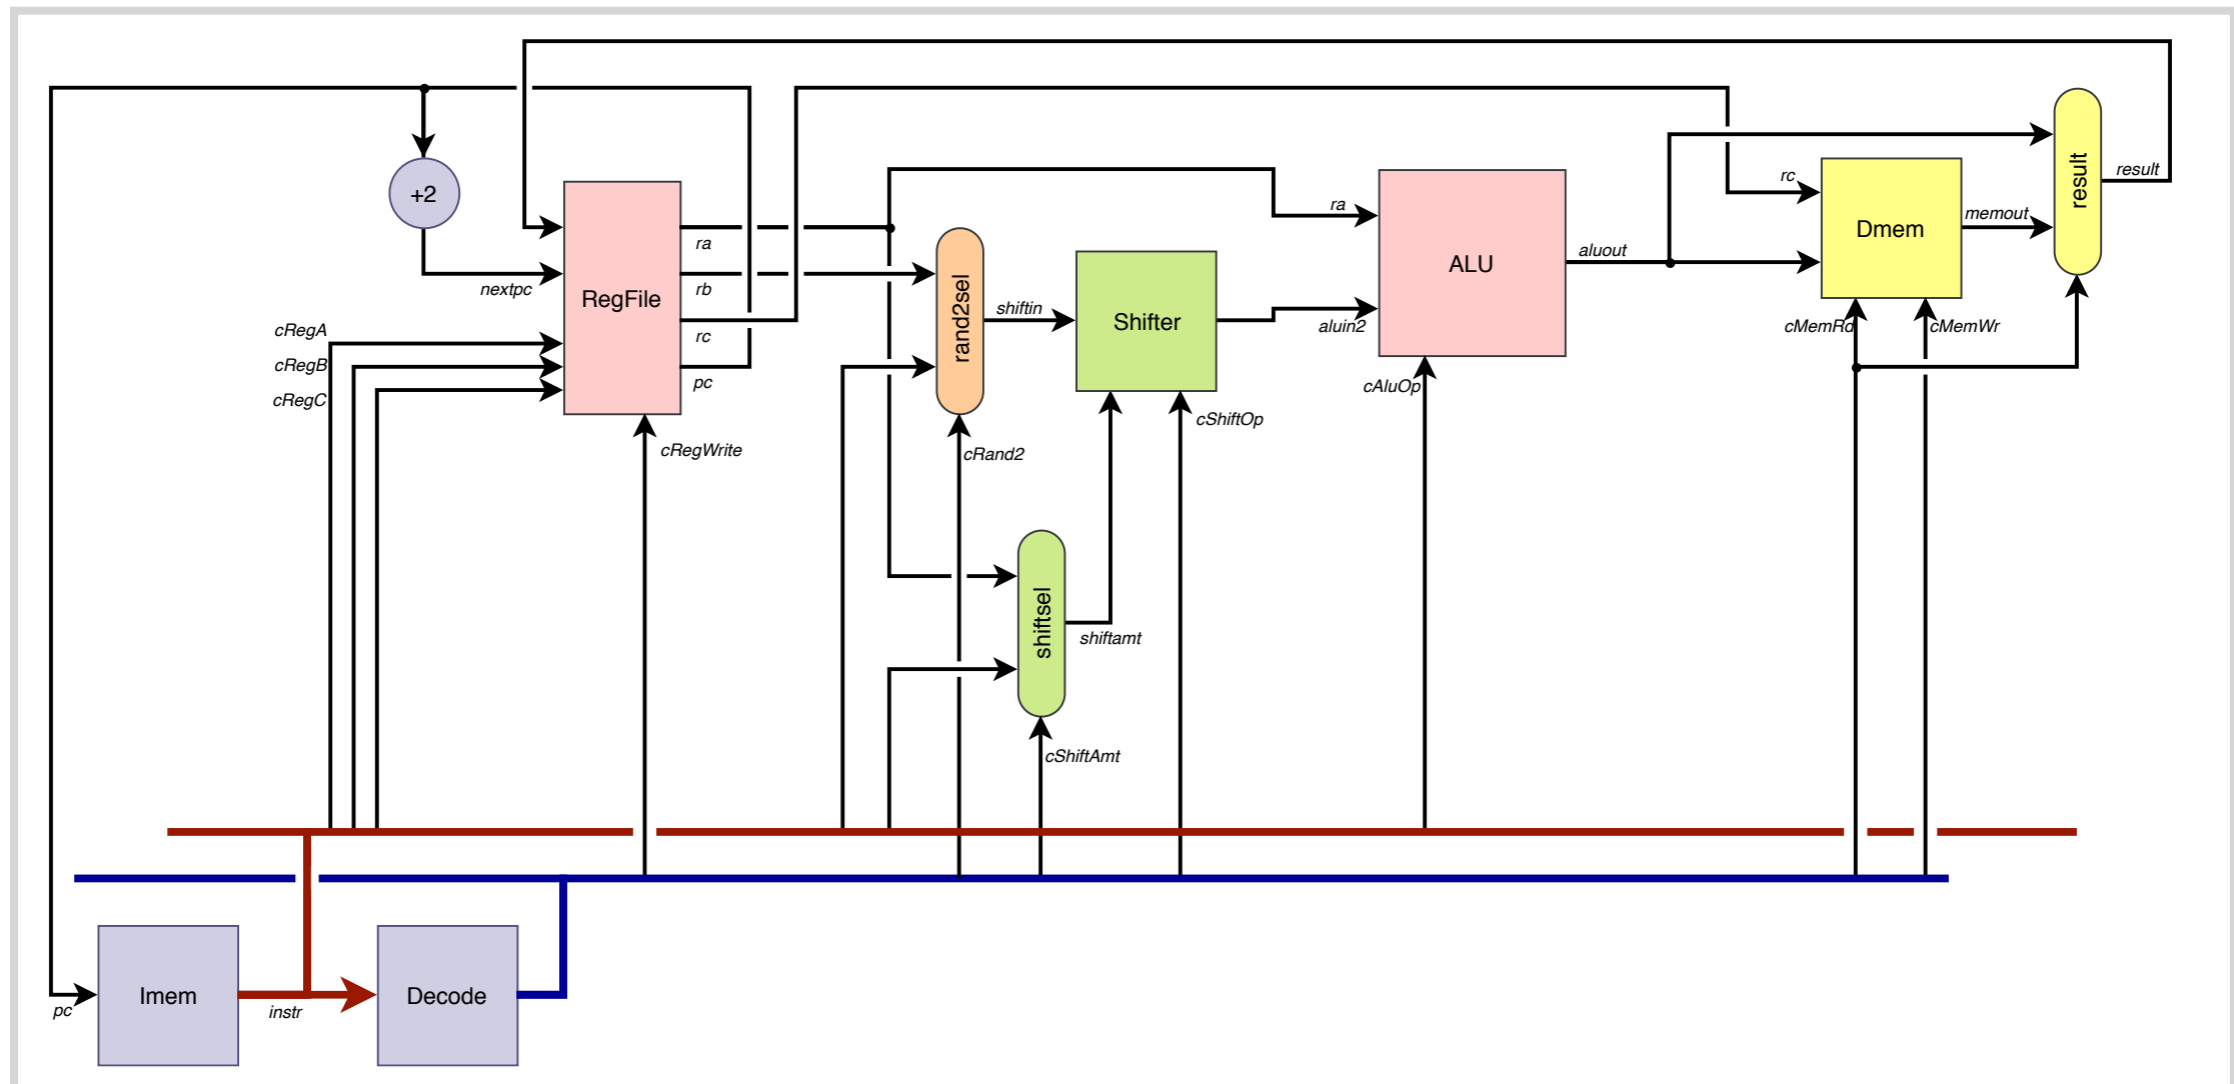 result
+2
rc
result
ra
memout
Dmem
ra
aluout
ALU
nextpc
rb
RegFile
shiftin
rand2sel
Shifter
aluin2
cMemRd
cMemWr
cRegA
rc
cRegB
pc
cAluOp
cRegC
cShiftOp
cRegWrite
cRand2
shiftsel
shiftamt
cShiftAmt
Imem
Decode
pc
instr